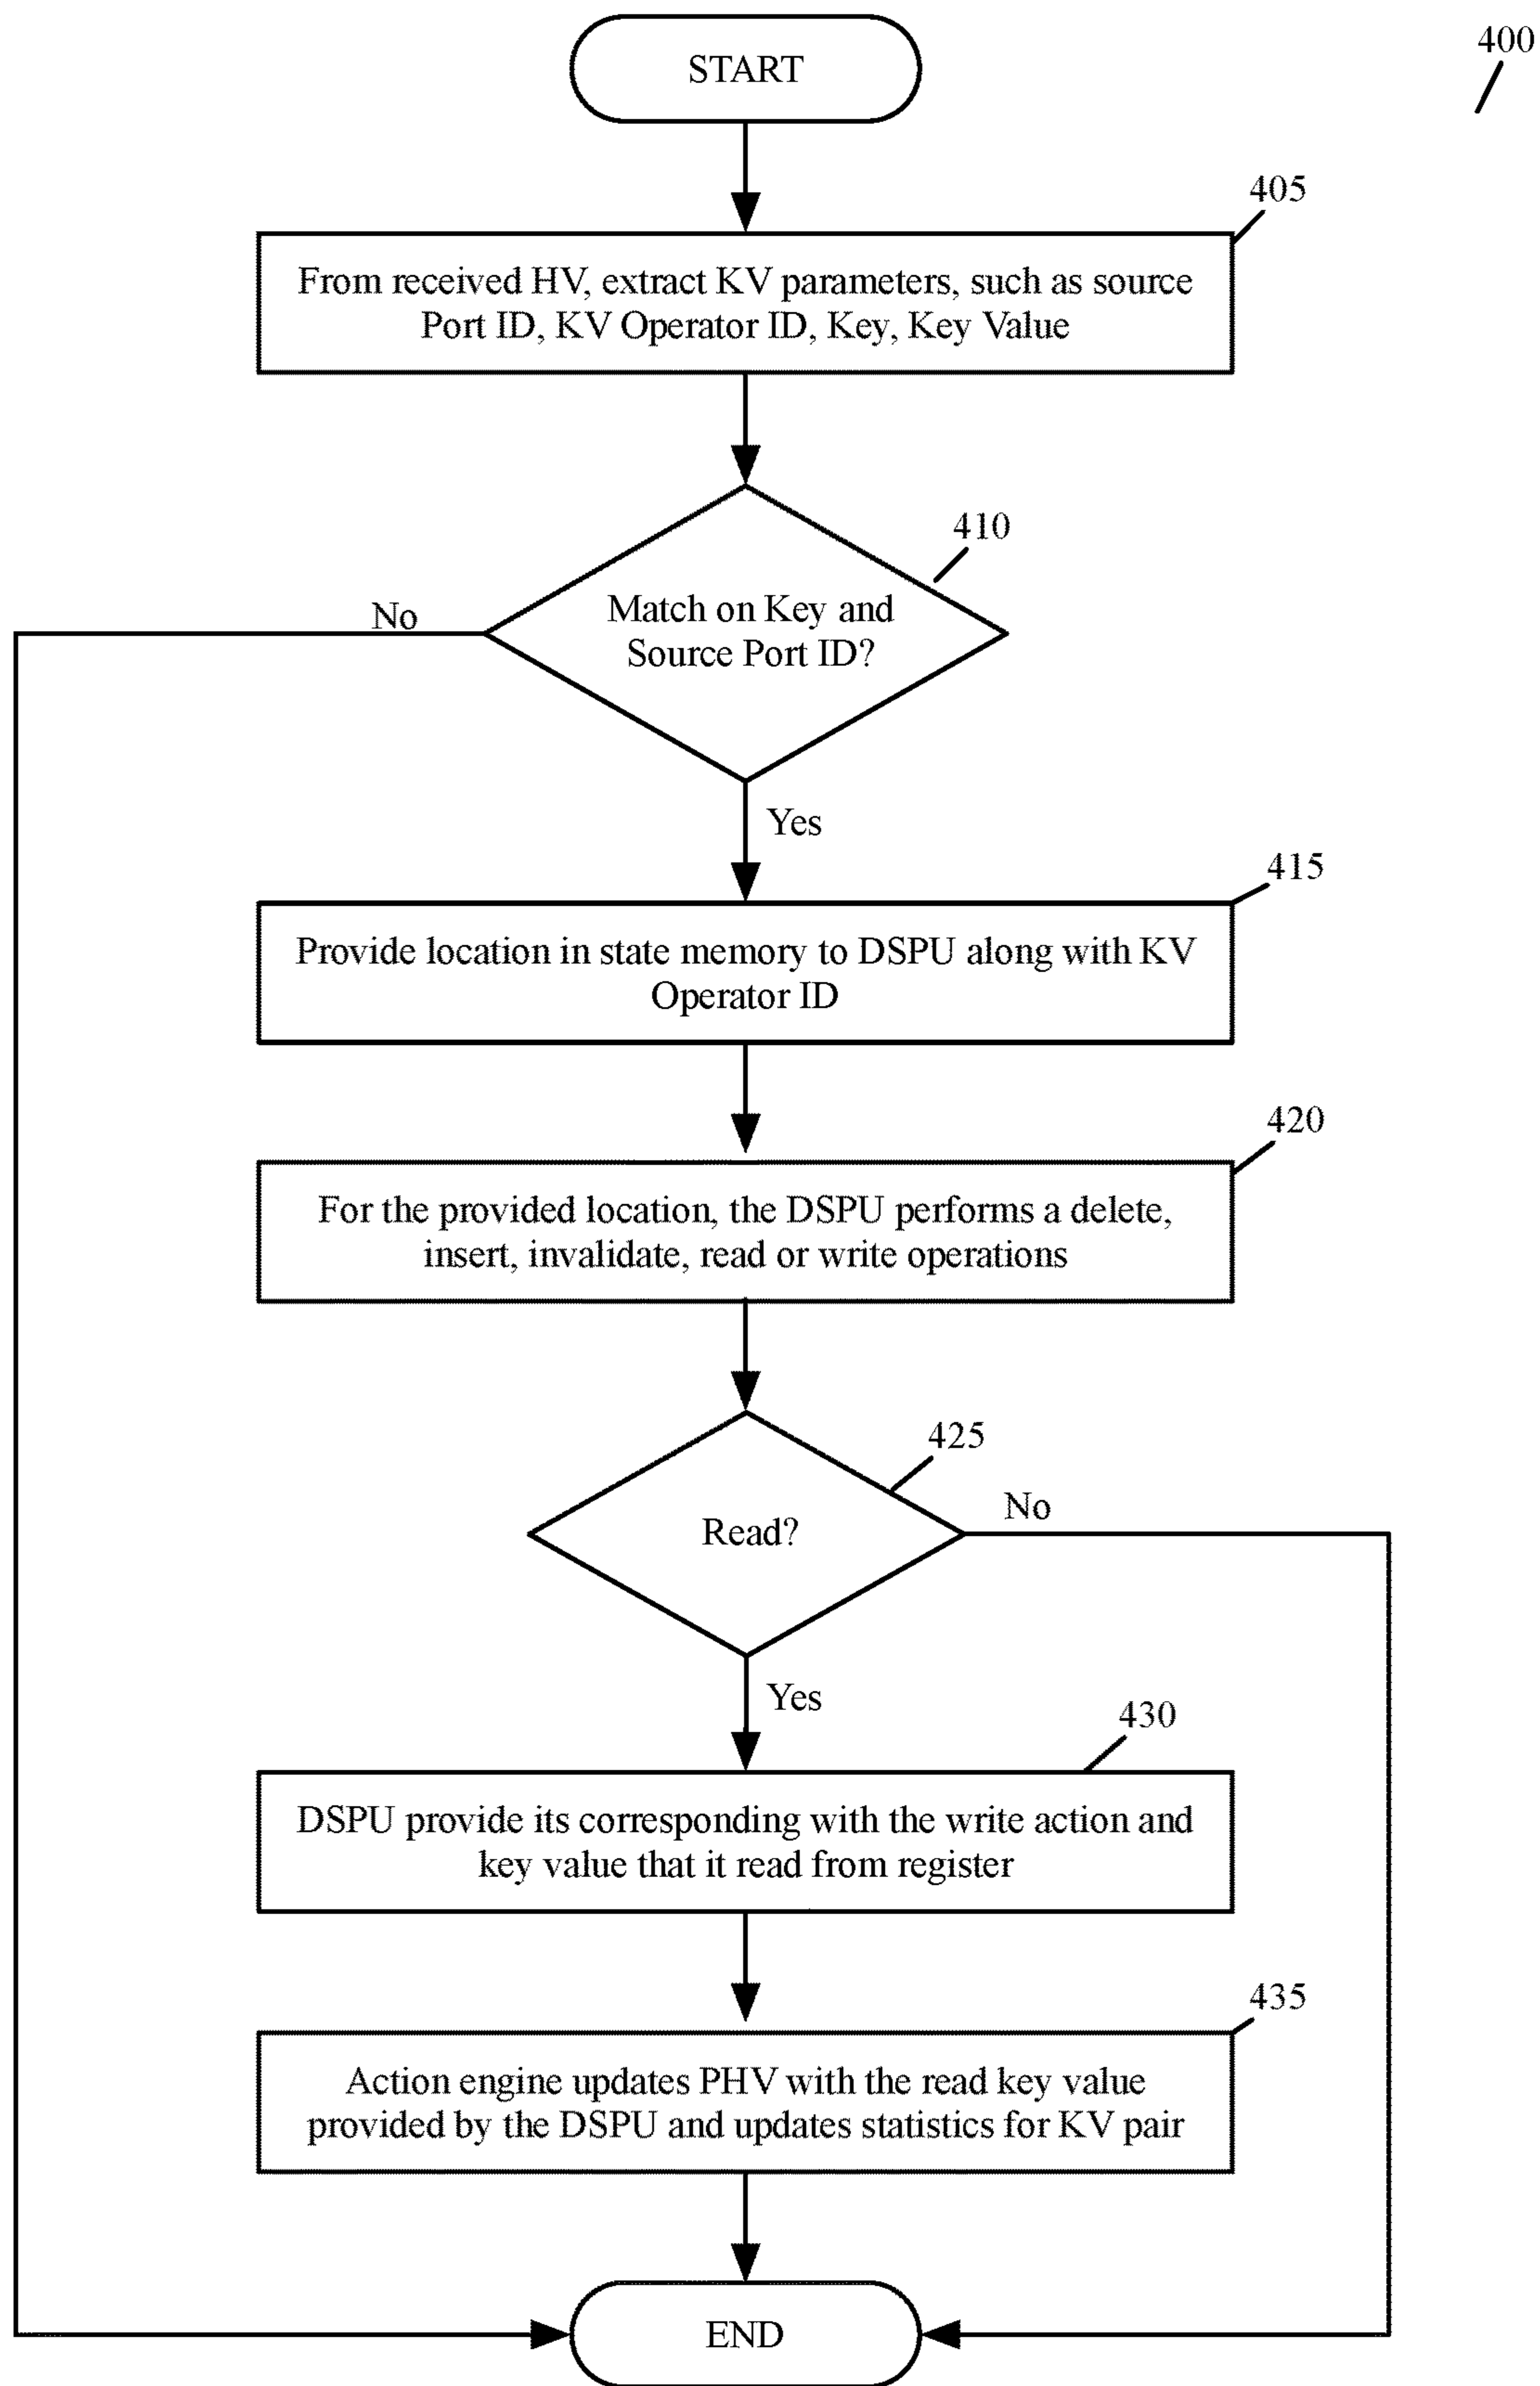 START
400
405
From received HV, extract KV parameters, such as source
Port ID, KV Operator ID, Key, Key Value
410
No
Match on Key and
Source Port ID?
Yes
415
Provide location in state memory to DSPU along with KV
Operator ID
420
For the provided location, the DSPU performs a delete,
insert, invalidate, read or write operations
425
No
Read?
Yes
430
DSPU provide its corresponding with the write action and
key value that it read from register
435
Action engine updates PHV with the read key value
provided by the DSPU and updates statistics for KV pair
END